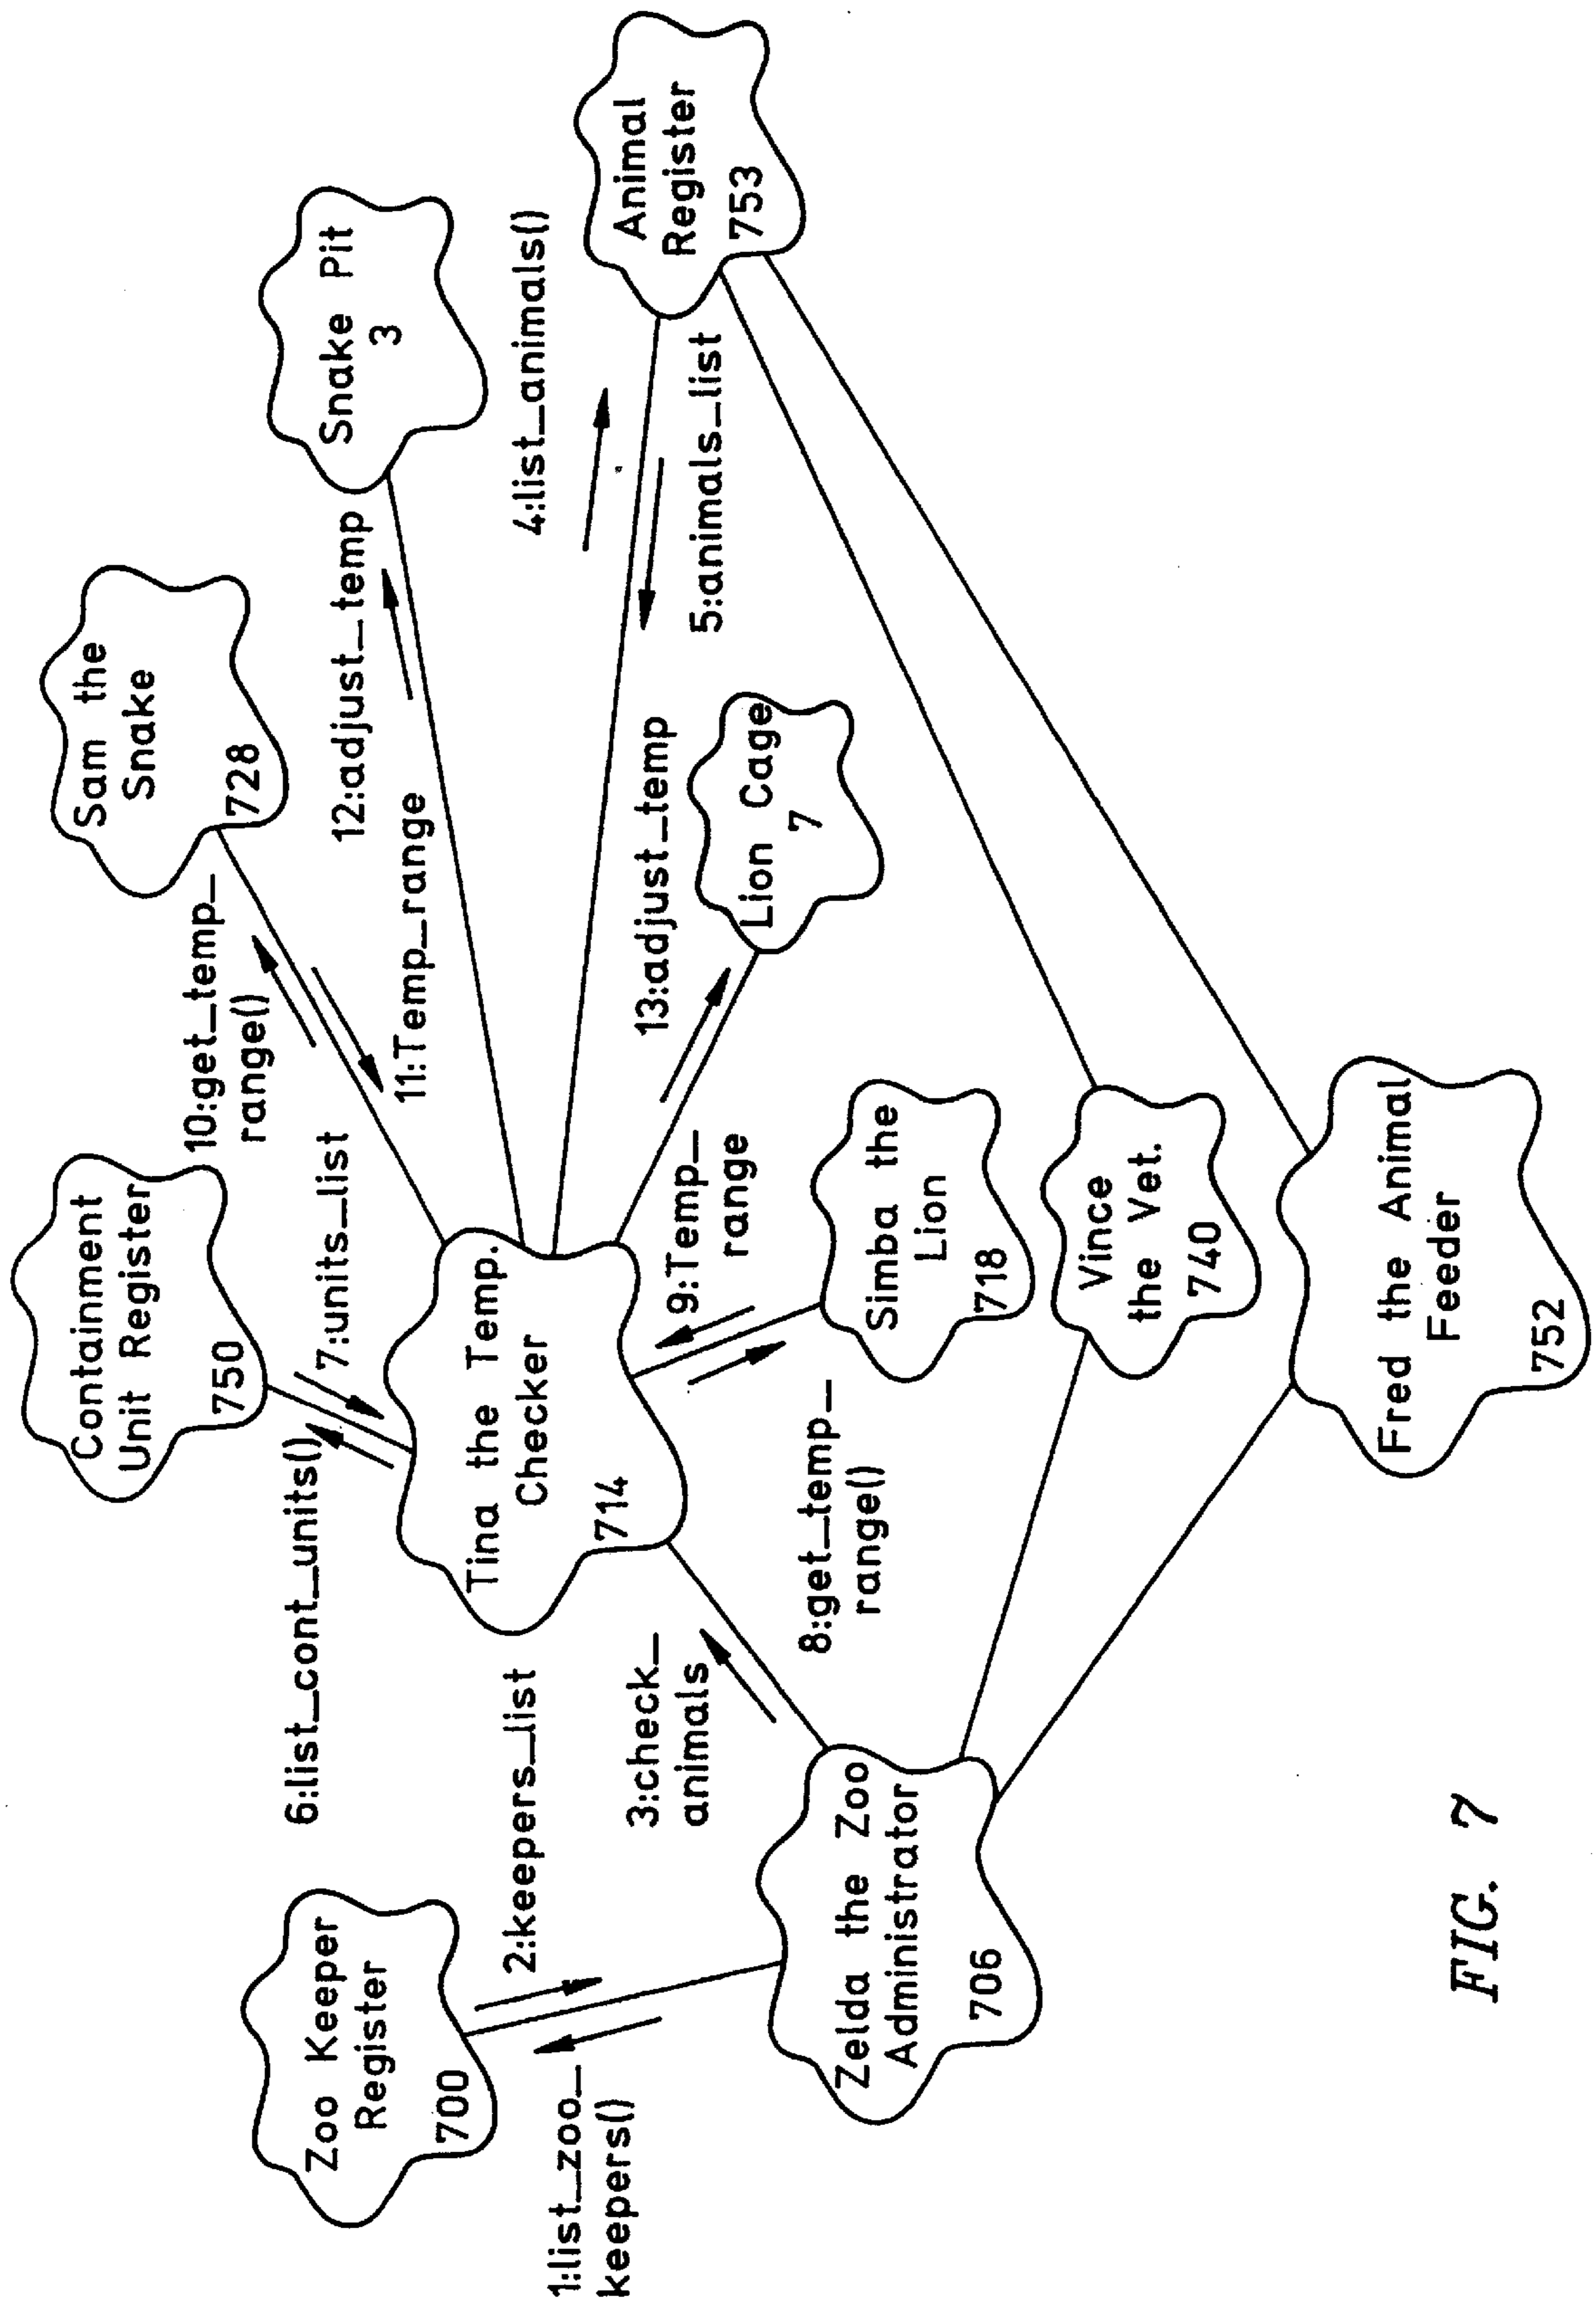 Containment
Unit Register
750
Sam the
Snake
728
Snake Pit
3
Animal
Register
753
Zoo Keeper
Register
700
6:list_cont_units()
7:units_list
10:get_temp_
range()
11:Temp_range
12:adjust_temp
4:list_animals()
5:animals_list
Tina the Temp.
Checker
714
1:list_zoo_
keepers()
2:keepers_list
3:check_
animals
9:Temp_
range
13:adjust_temp
Lion Cage
7
8:get_temp_
range()
Simba the
Lion
718
Zelda the Zoo
Administrator
706
Vince
the Vet.
740
Fred the Animal
Feeder
752
FIG. 7